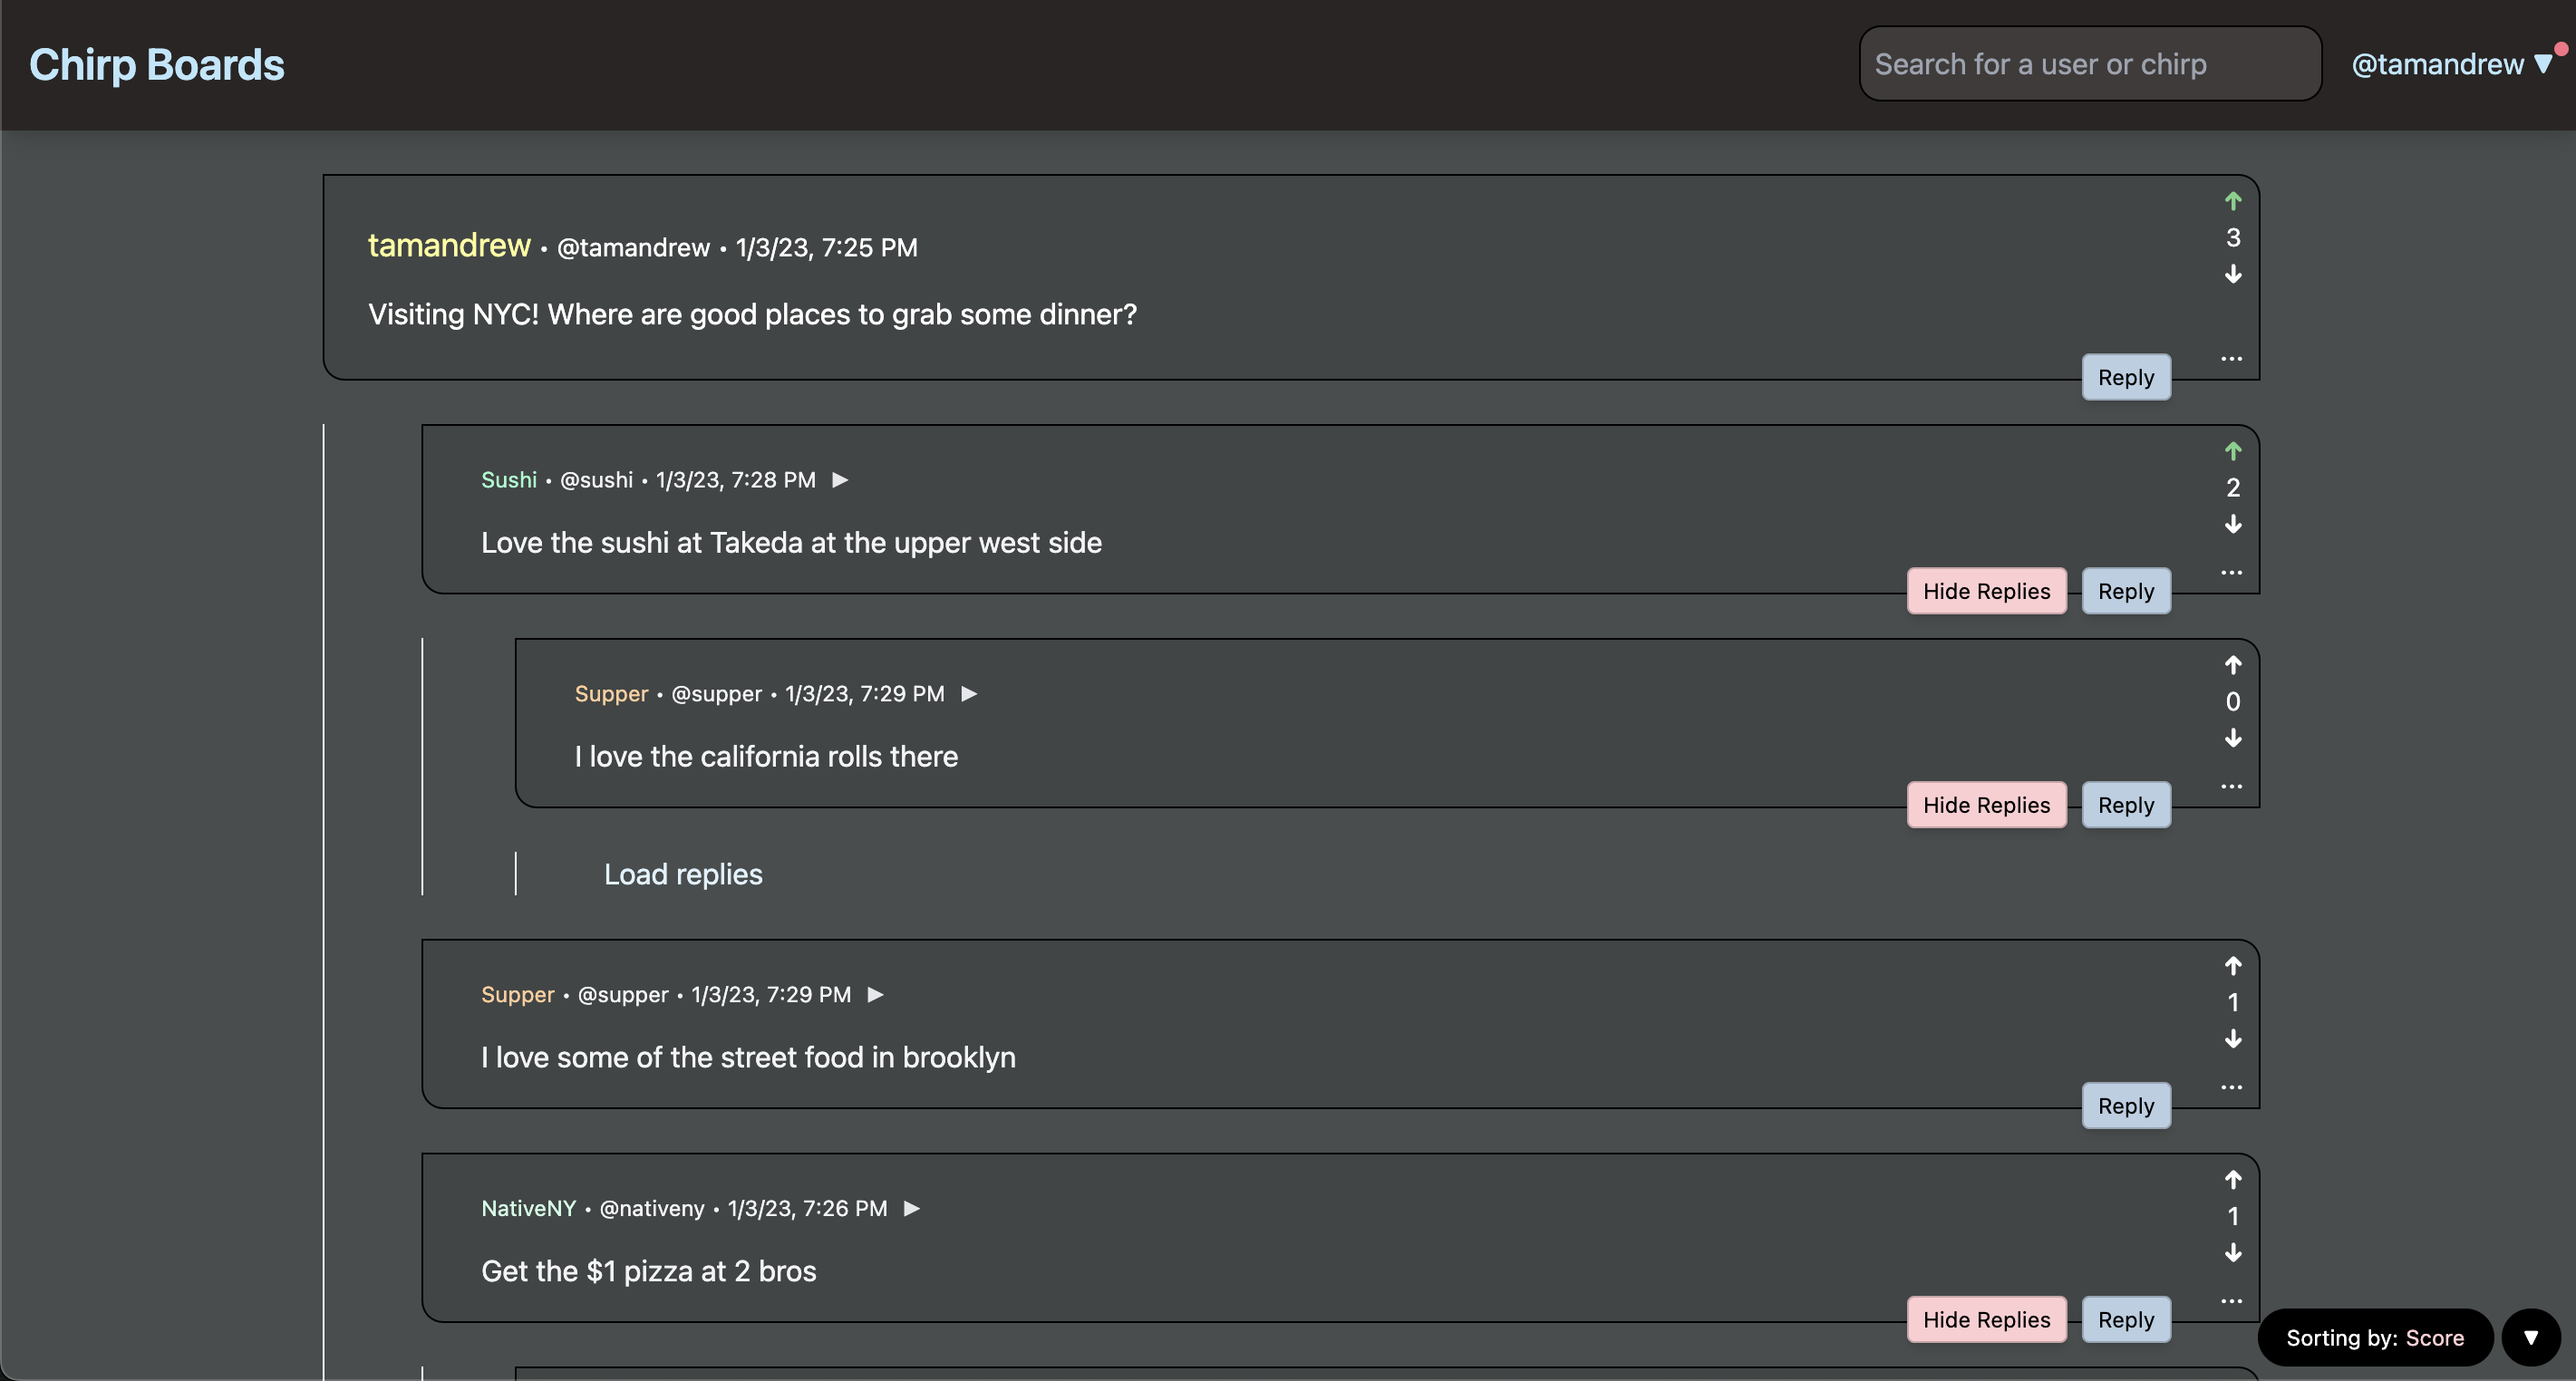 Chirp Boards
Search for a user or chirp
@tamandrew ▼
tamandrew • @tamandrew • 1/3/23, 7:25 PM
3
Visiting NYC! Where are good places to grab some dinner?
...
Reply
Sushi • @sushi • 1/3/23, 7:28 PM ▶
2
Love the sushi at Takeda at the upper west side
...
Hide Replies
Reply
Supper • @supper • 1/3/23, 7:29 PM ▶
0
I love the california rolls there
...
Hide Replies
Reply
Load replies
Supper • @supper • 1/3/23, 7:29 PM ▶
1
I love some of the street food in brooklyn
...
Reply
NativeNY • @nativeny • 1/3/23, 7:26 PM ▶
1
Get the $1 pizza at 2 bros
...
Hide Replies
Reply
Sorting by: Score
▼